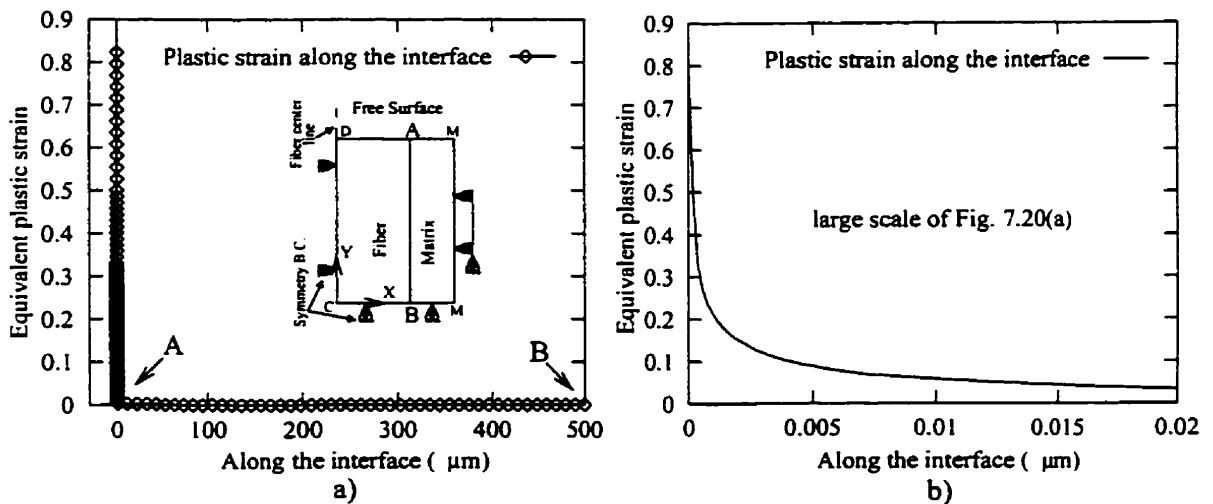 0.9
0.8
0.7
0.6
0.5
0.4
0.3
0.2
0.1
0
Equivalent plastic strain
Plastic strain along the interface
Free Surface
Fiber center
line
D
A
M
Fiber
Matrix
Y
X
Symmetry B.C.
C
B
M
A
B
0
100
200
300
400
500
Along the interface ( μm)
a)
0.9
0.8
0.7
0.6
0.5
0.4
0.3
0.2
0.1
0
Equivalent plastic strain
Plastic strain along the interface
large scale of Fig. 7.20(a)
0
0.005
0.01
0.015
0.02
Along the interface ( μm)
b)